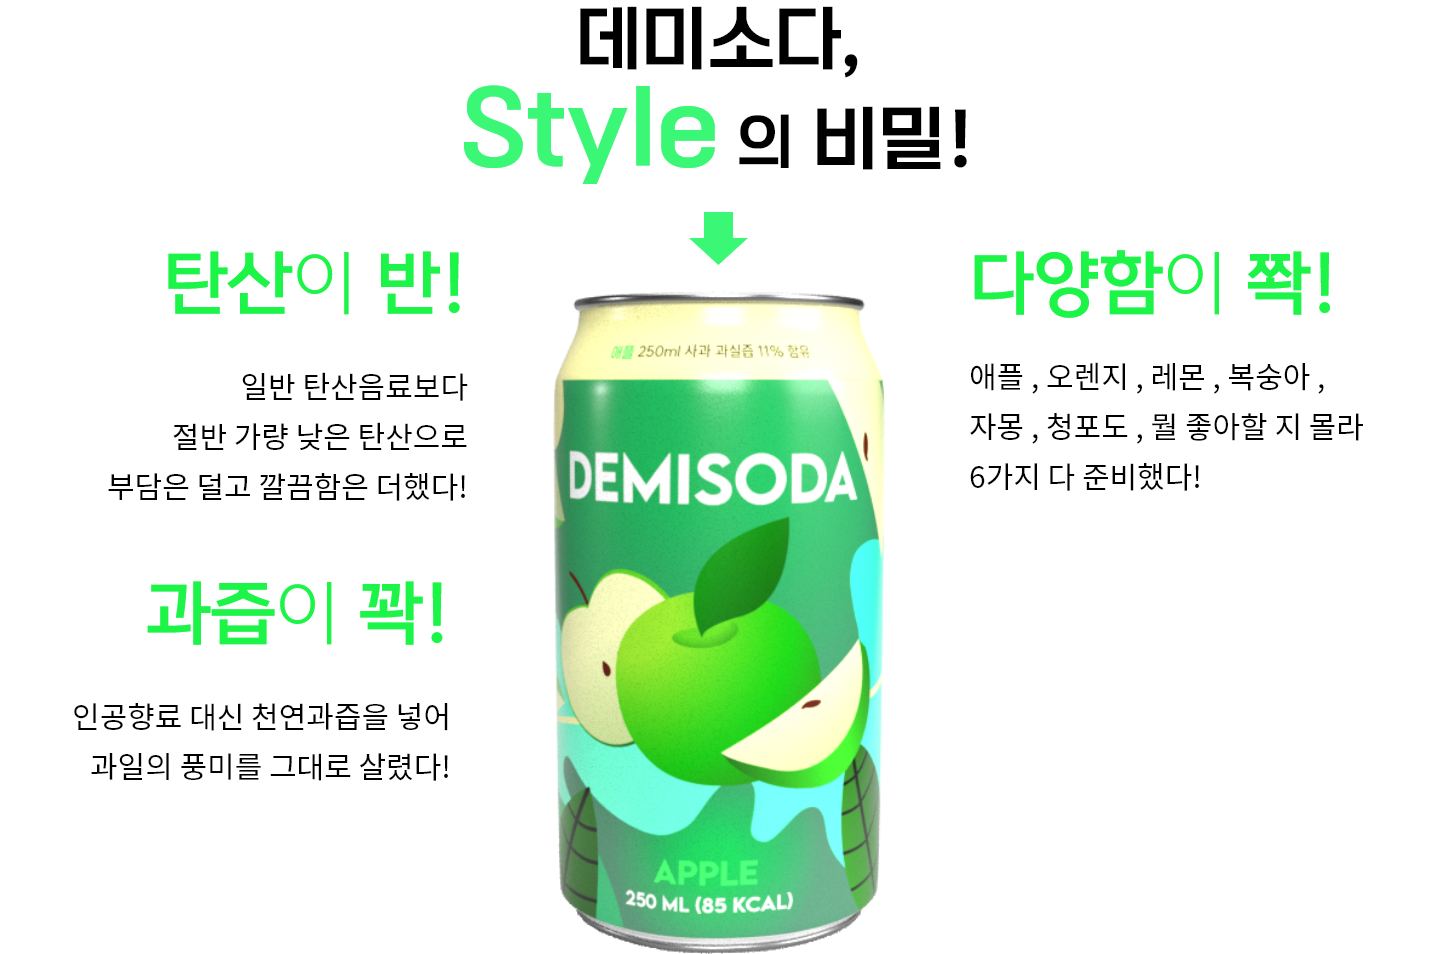 데미소다,
Style 의 비밀!
탄산이 반!
일반 탄산음료보다
절반 가량 낮은 탄산으로
부담은 덜고 깔끔함은 더했다!
과즙이 꽉!
인공향료 대신 천연과즙을 넣어
과일의 풍미를 그대로 살렸다!
애플 250ml 사과 과실즙 11% 함유
DEMISODA
APPLE
250 ML (85 KCAL)
다양함이 쫙!
애플 , 오렌지 , 레몬 , 복숭아 ,
자몽 , 청포도 , 뭘 좋아할 지 몰라
6가지 다 준비했다!